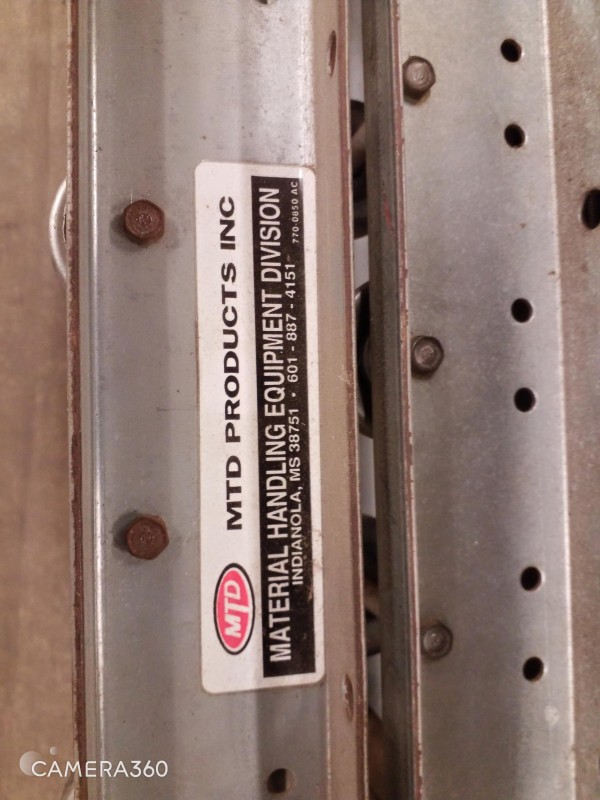 MTD
MTD PRODUCTS INC
MATERIAL HANDLING EQUIPMENT DIVISION
INDIANOLA, MS 38751 • 601 - 887 - 4151
770-0850 AC
CAMERA360